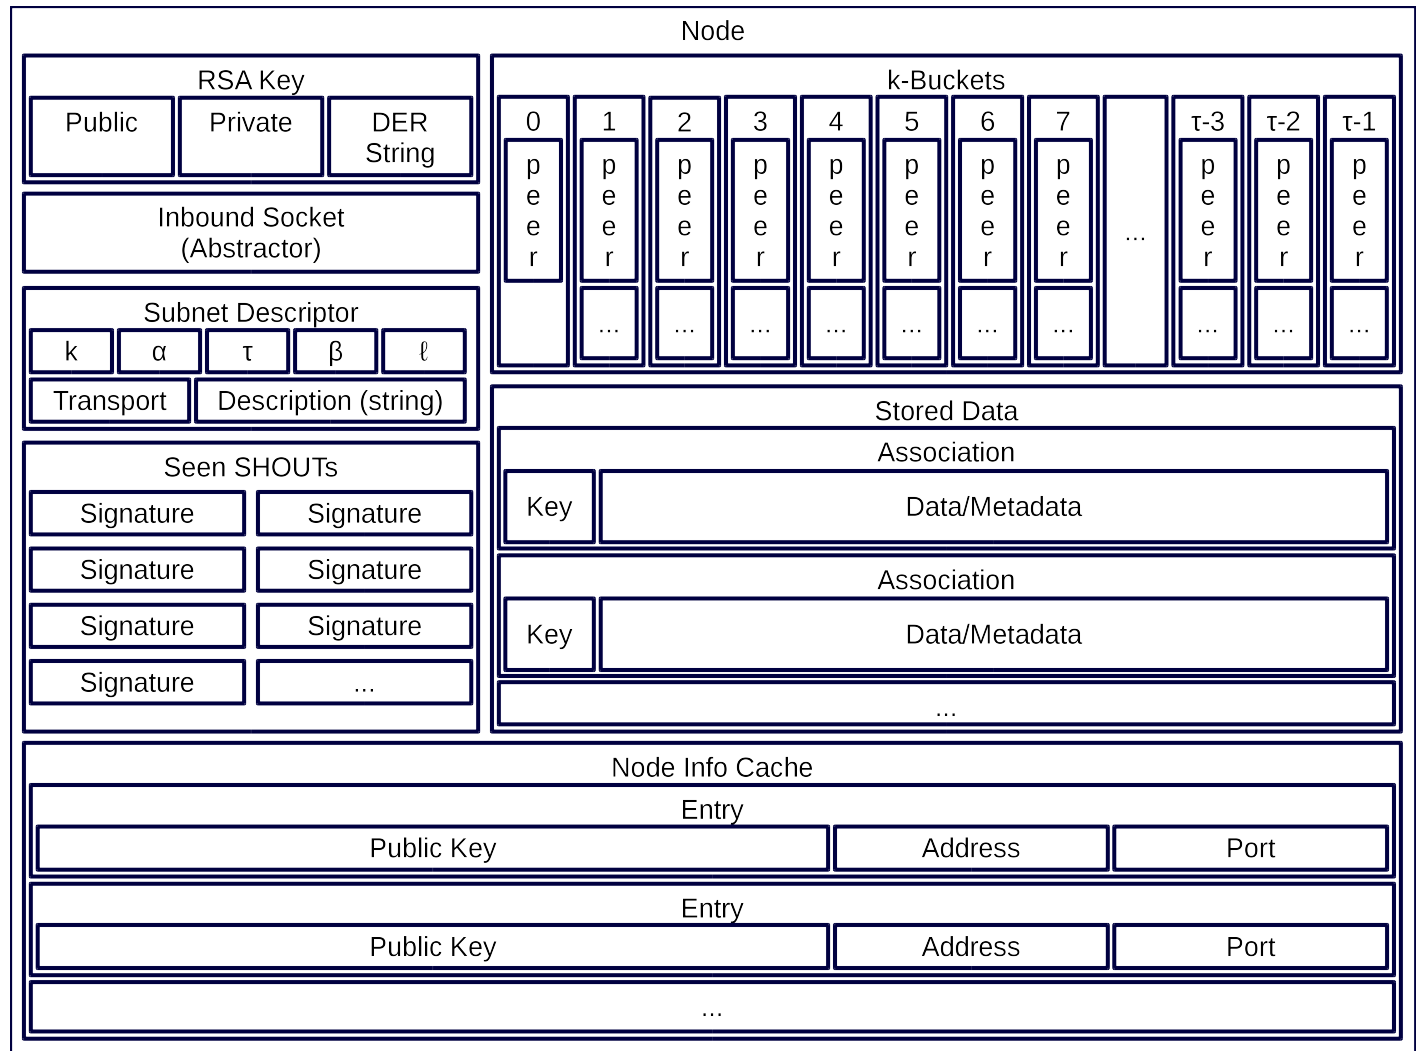 Node
RSA Key
Public Private DER
String
Inbound Socket
(Abstractor)
Subnet Descriptor
k α τ β ℓ
Transport Description (string)
Seen SHOUTs
Signature Signature
Signature Signature
Signature Signature
Signature ...
k-Buckets
0 1 2 3 4 5 6 7 τ-3 τ-2 τ-1
p p p p p p p p p p p
e e e e e e e e e e e
e e e e e e e e ... e e e
r r r r r r r r r r r
... ... ... ... ... ... ... ... ... ...
Stored Data
Association
Key Data/Metadata
Association
Key Data/Metadata
...
Node Info Cache
Entry
Public Key Address Port
Entry
Public Key Address Port
...